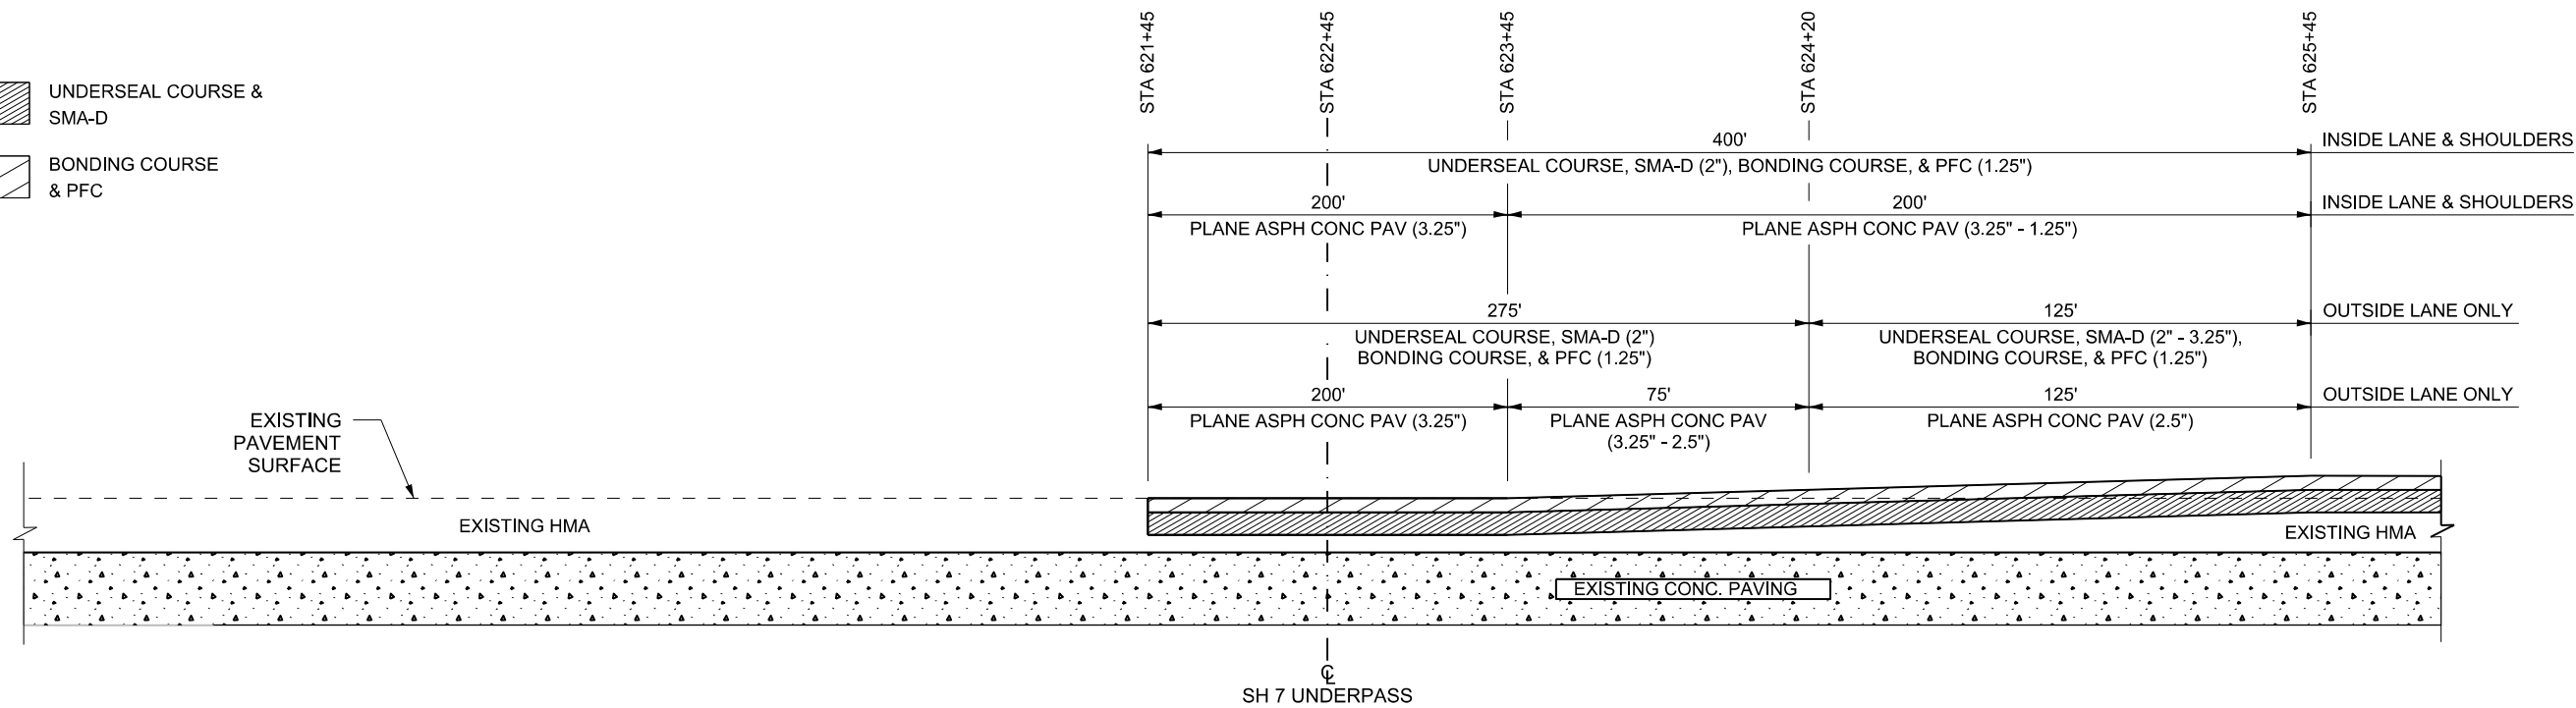 UNDERSEAL COURSE &
SMA-D
BONDING COURSE
& PFC
STA 621+45
STA 622+45
STA 623+45
STA 624+20
STA 625+45
400'
INSIDE LANE & SHOULDERS
UNDERSEAL COURSE, SMA-D (2"), BONDING COURSE, & PFC (1.25")
200'
200'
INSIDE LANE & SHOULDERS
PLANE ASPH CONC PAV (3.25")
PLANE ASPH CONC PAV (3.25" - 1.25")
275'
125'
OUTSIDE LANE ONLY
UNDERSEAL COURSE, SMA-D (2")
BONDING COURSE, & PFC (1.25")
UNDERSEAL COURSE, SMA-D (2" - 3.25"),
BONDING COURSE, & PFC (1.25")
200'
75'
125'
OUTSIDE LANE ONLY
PLANE ASPH CONC PAV (3.25")
PLANE ASPH CONC PAV
(3.25" - 2.5")
PLANE ASPH CONC PAV (2.5")
EXISTING
PAVEMENT
SURFACE
EXISTING HMA
EXISTING HMA
EXISTING CONC. PAVING
℄
SH 7 UNDERPASS